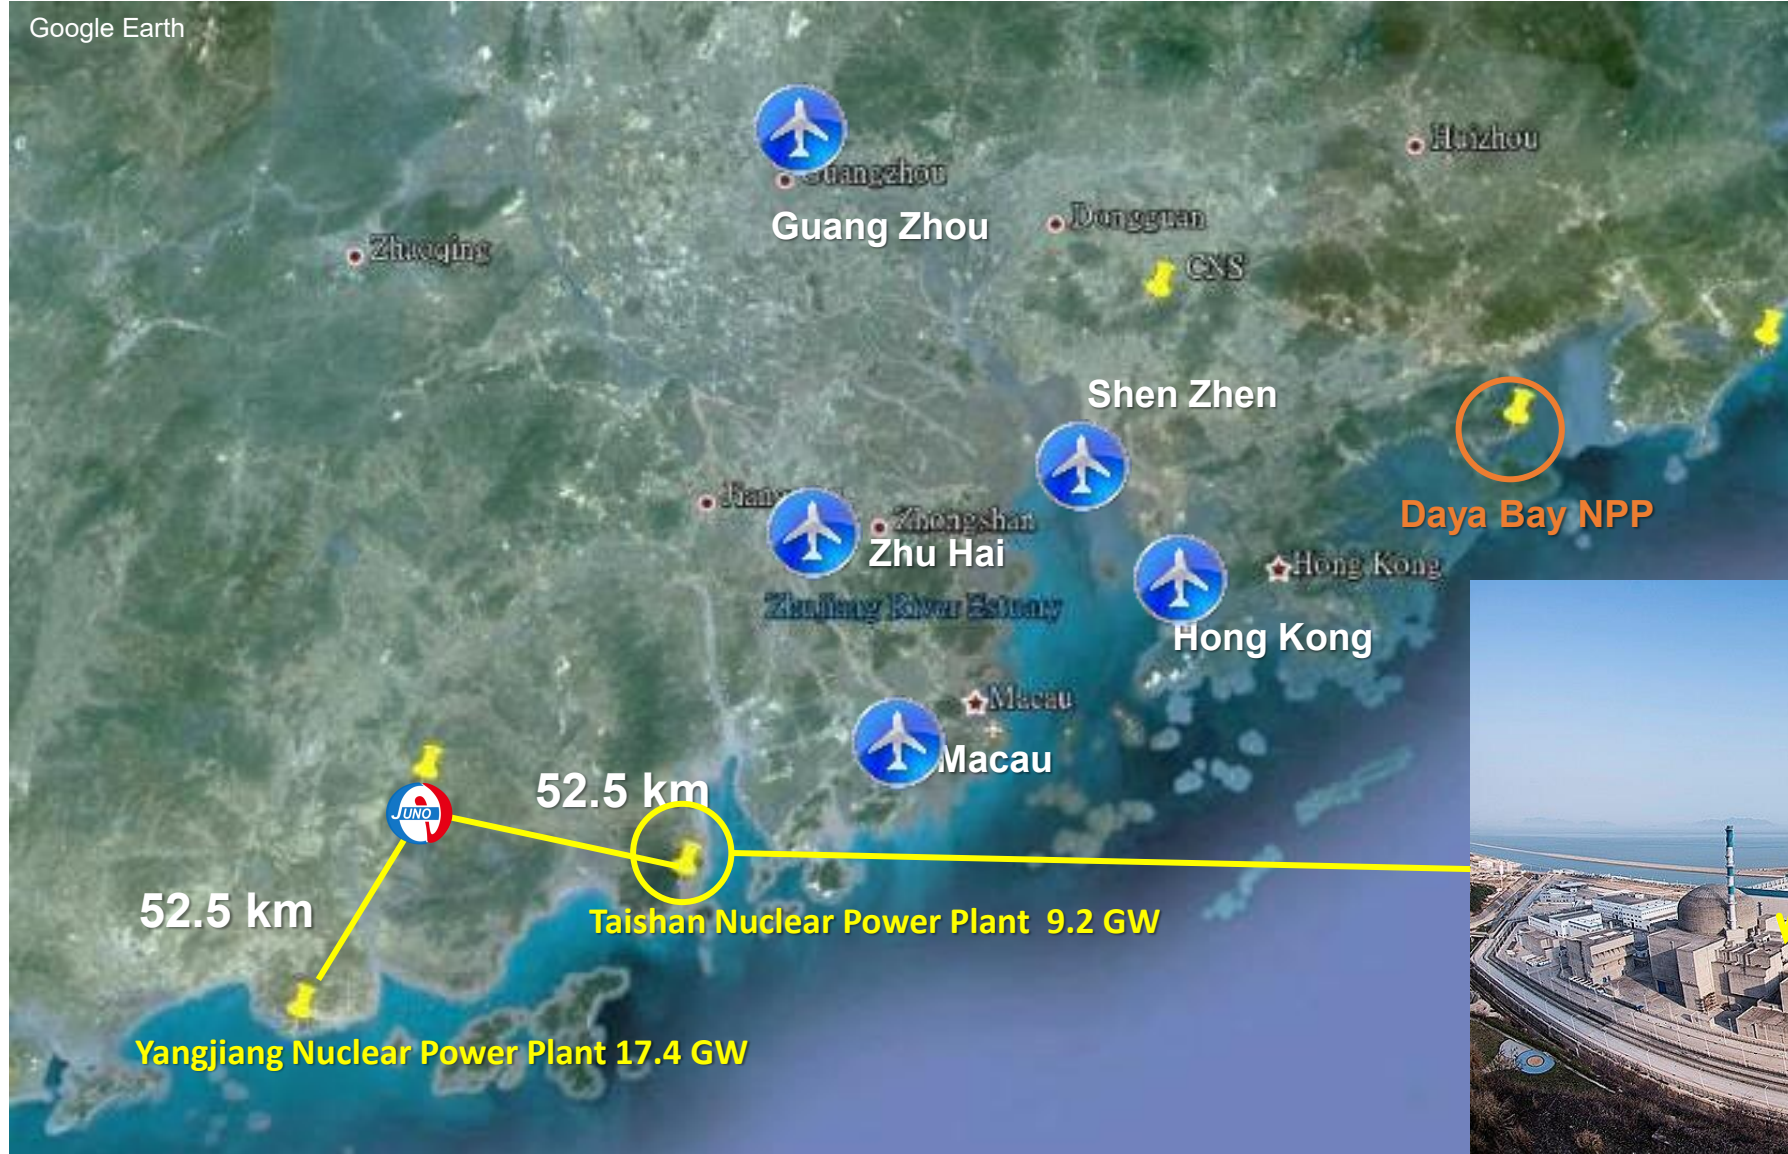 Google Earth
Huizhou
Guangzhou
Dongguan
Guang Zhou
Zhaoqing
CNS
Shen Zhen
Daya Bay NPP
Zhongshan
Zhu Hai
Hong Kong
Zhujiang River Estuary
Hong Kong
Macau
Macau
52.5 km
JUNO
52.5 km
Taishan Nuclear Power Plant 9.2 GW
Yangjiang Nuclear Power Plant 17.4 GW